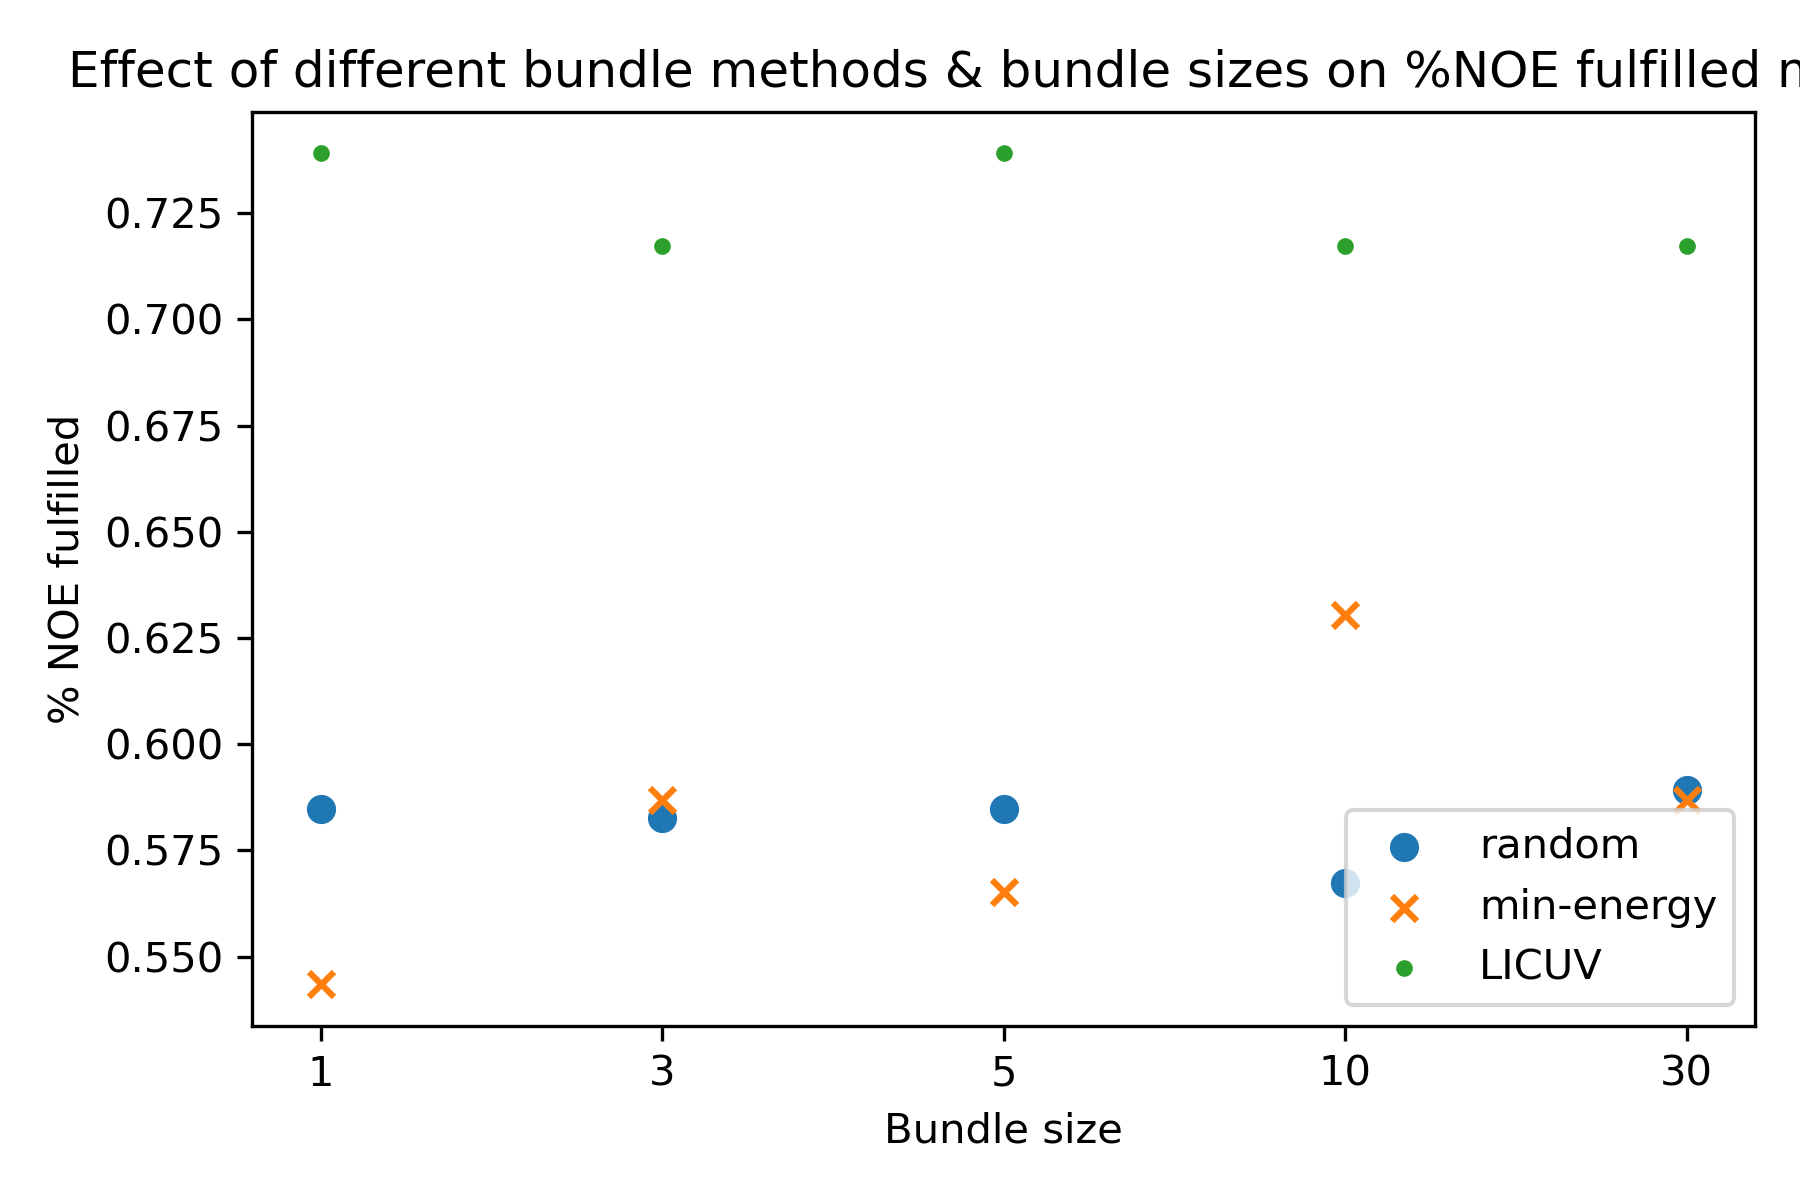 Effect of different bundle methods & bundle sizes on %NOE fulfilled
0.725
0.700
0.675
0.650
0.625
0.600
0.575
0.550
% NOE fulfilled
random
min-energy
LICUV
1 3 5 10 30
Bundle size